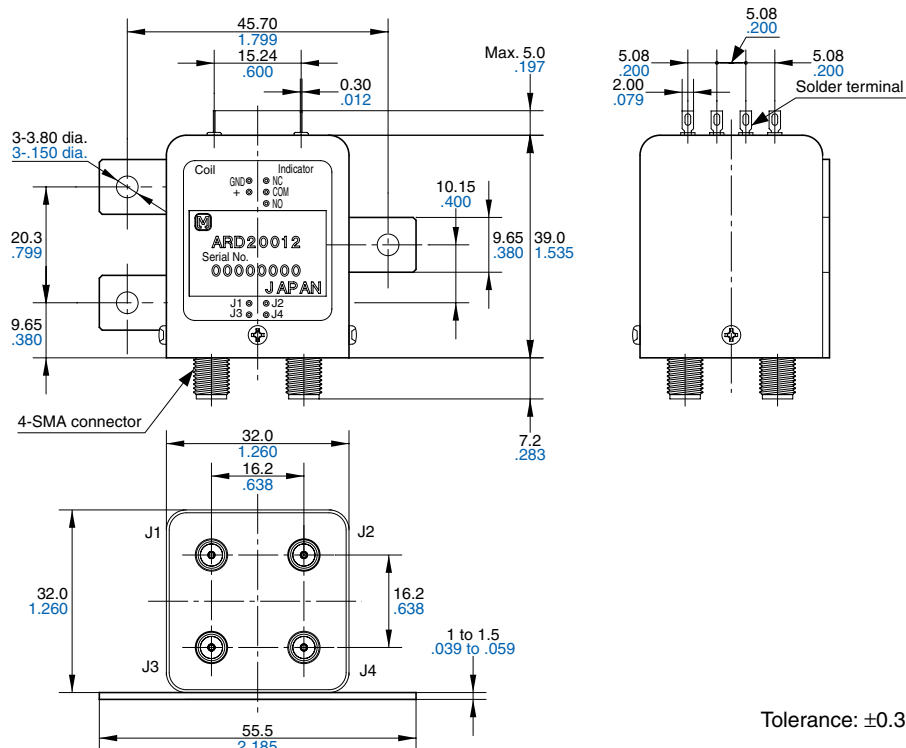 45.70
1.799
15.24
.600
0.30
.012
Max. 5.0
.197
3-3.80 dia.
3-.150 dia.
Coil
Indicator
GND
NC
+
COM
NO
M
ARD20012
Serial No.
00000000
JAPAN
J1
J2
J3
J4
20.3
.799
9.65
.380
10.15
.400
9.65
.380
39.0
1.535
4-SMA connector
7.2
.283
5.08
.200
5.08
.200
5.08
.200
2.00
.079
Solder terminal
32.0
1.260
16.2
.638
J1
J2
32.0
1.260
16.2
.638
J3
J4
1 to 1.5
.039 to .059
55.5
2.185
Tolerance: ±0.3